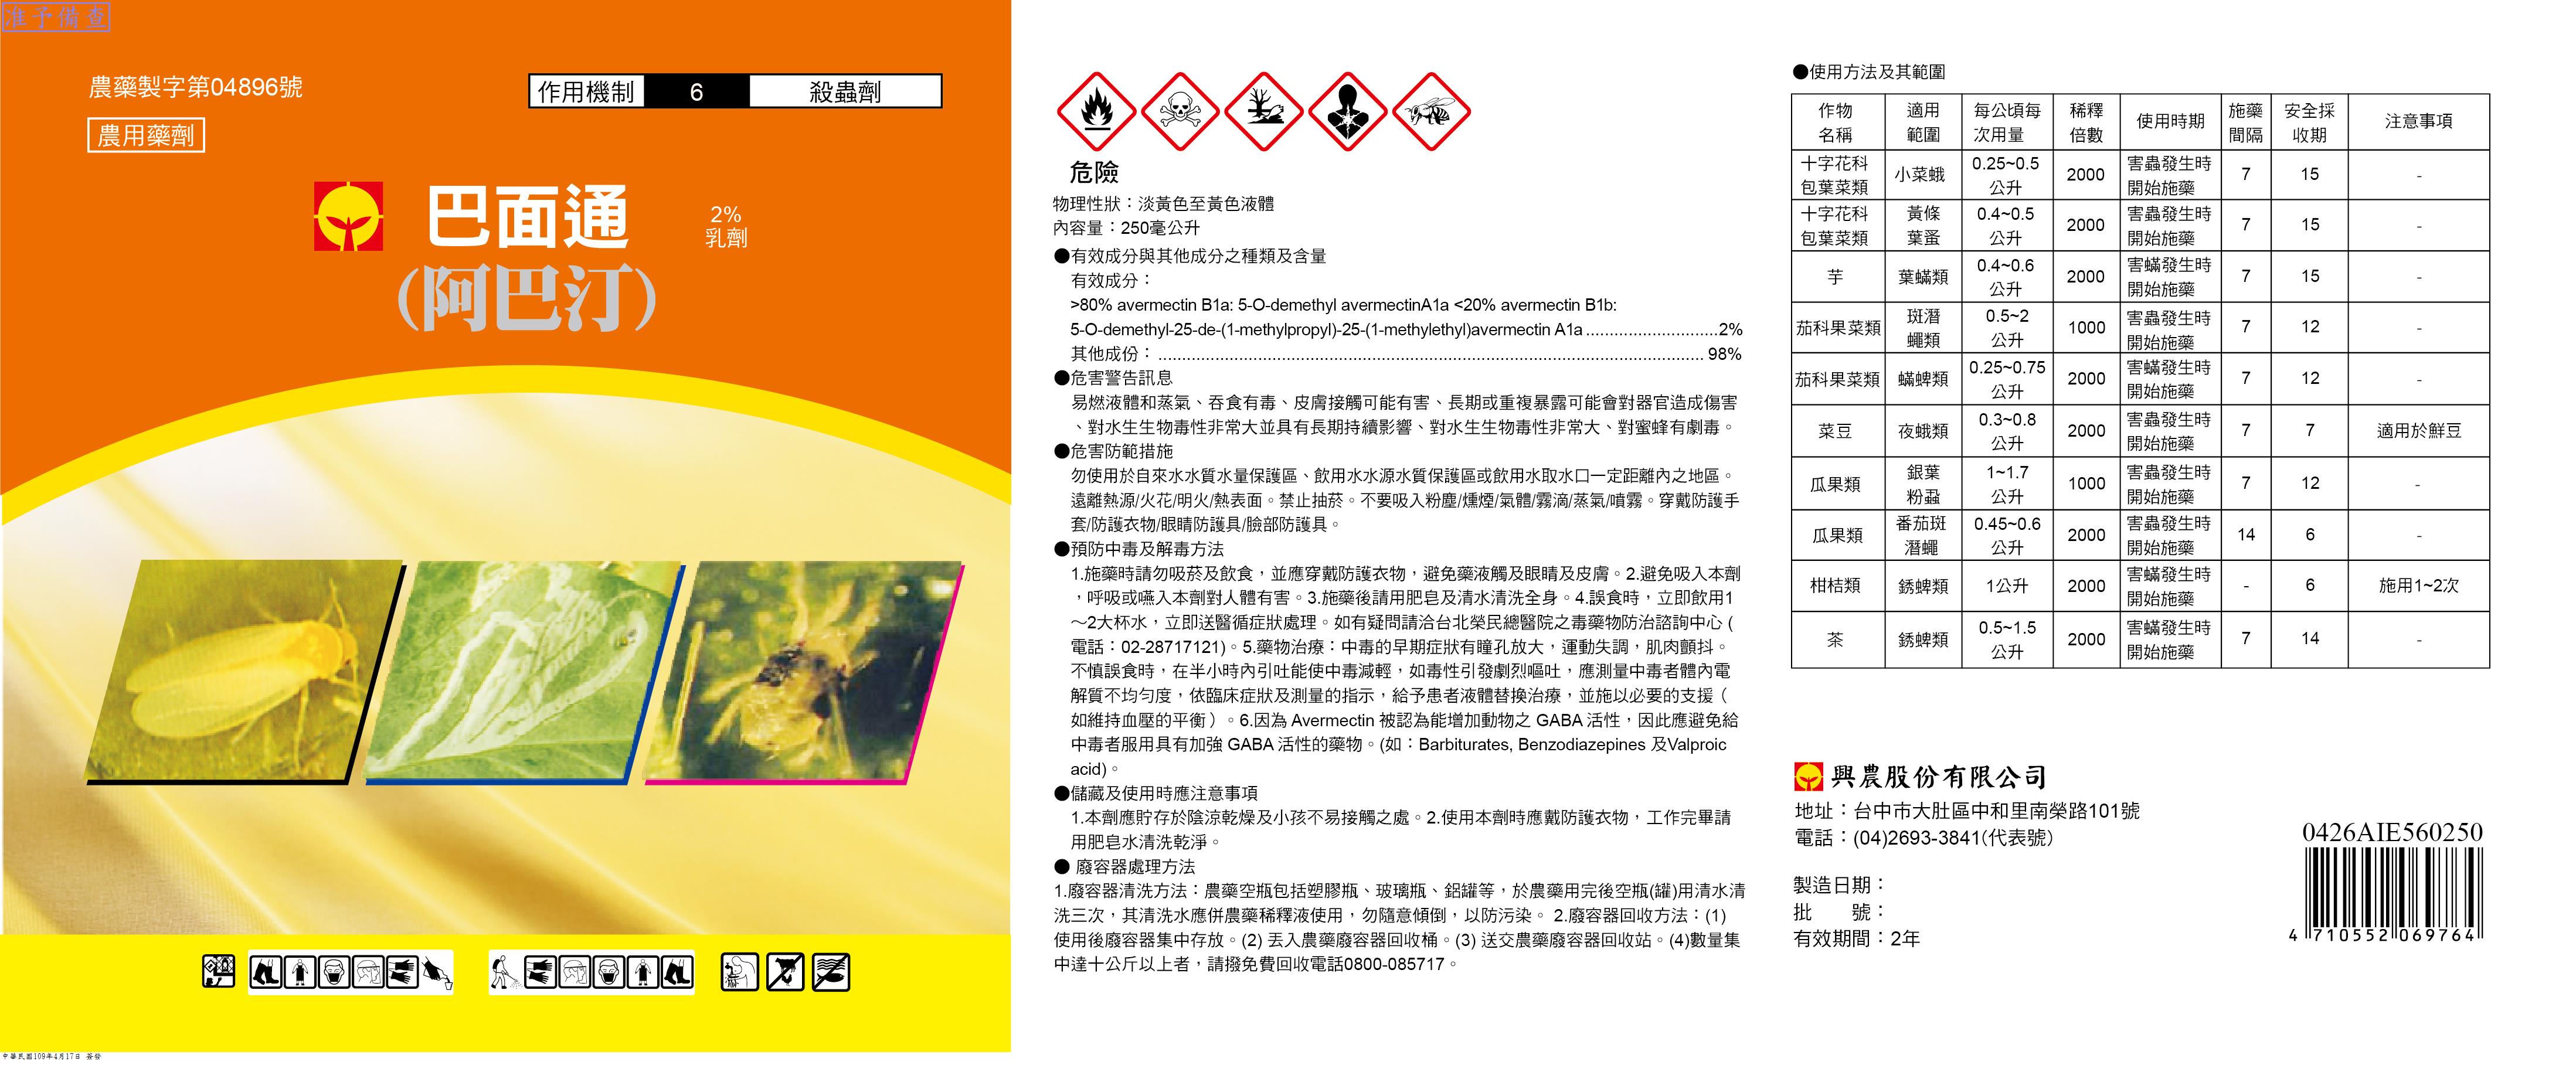 准予備查
農藥製字第04896號
農用藥劑
作用機制 6 殺蟲劑
巴面通
2%
乳劑
(阿巴汀)
中華民國109年4月17日 簽發
危險
物理性狀：淡黃色至黃色液體
內容量：250毫公升
●有效成分與其他成分之種類及含量
有效成分：
>80% avermectin B1a: 5-O-demethyl avermectinA1a <20% avermectin B1b:
5-O-demethyl-25-de-(1-methylpropyl)-25-(1-methylethyl)avermectin A1a ............................2%
其他成份：................................................................................................................... 98%
●危害警告訊息
易燃液體和蒸氣、吞食有毒、皮膚接觸可能有害、長期或重複暴露可能會對器官造成傷害
、對水生生物毒性非常大並具有長期持續影響、對水生生物毒性非常大、對蜜蜂有劇毒。
●危害防範措施
勿使用於自來水水質水量保護區、飲用水水源水質保護區或飲用水取水口一定距離內之地區。
遠離熱源/火花/明火/熱表面。禁止抽菸。不要吸入粉塵/燻煙/氣體/霧滴/蒸氣/噴霧。穿戴防護手
套/防護衣物/眼睛防護具/臉部防護具。
●預防中毒及解毒方法
1.施藥時請勿吸菸及飲食，並應穿戴防護衣物，避免藥液觸及眼睛及皮膚。2.避免吸入本劑
，呼吸或嚥入本劑對人體有害。3.施藥後請用肥皂及清水清洗全身。4.誤食時，立即飲用1
～2大杯水，立即送醫循症狀處理。如有疑問請洽台北榮民總醫院之毒藥物防治諮詢中心 (
電話：02-28717121)。5.藥物治療：中毒的早期症狀有瞳孔放大，運動失調，肌肉顫抖。
不慎誤食時，在半小時內引吐能使中毒減輕，如毒性引發劇烈嘔吐，應測量中毒者體內電
解質不均勻度，依臨床症狀及測量的指示，給予患者液體替換治療，並施以必要的支援（
如維持血壓的平衡）。6.因為 Avermectin 被認為能增加動物之 GABA 活性，因此應避免給
中毒者服用具有加強 GABA 活性的藥物。(如：Barbiturates, Benzodiazepines 及Valproic
acid)。
●儲藏及使用時應注意事項
1.本劑應貯存於陰涼乾燥及小孩不易接觸之處。2.使用本劑時應戴防護衣物，工作完畢請
用肥皂水清洗乾淨。
● 廢容器處理方法
1.廢容器清洗方法：農藥空瓶包括塑膠瓶、玻璃瓶、鋁罐等，於農藥用完後空瓶(罐)用清水清
洗三次，其清洗水應併農藥稀釋液使用，勿隨意傾倒，以防污染。 2.廢容器回收方法：(1)
使用後廢容器集中存放。(2) 丟入農藥廢容器回收桶。(3) 送交農藥廢容器回收站。(4)數量集
中達十公斤以上者，請撥免費回收電話0800-085717。
●使用方法及其範圍
作物名稱 適用範圍 每公頃每次用量 稀釋倍數 使用時期 施藥間隔 安全採收期 注意事項
十字花科包葉菜類 小菜蛾 0.25~0.5公升 2000 害蟲發生時開始施藥 7 15 -
十字花科包葉菜類 黃條葉蚤 0.4~0.5公升 2000 害蟲發生時開始施藥 7 15 -
芋 葉蟎類 0.4~0.6公升 2000 害蟎發生時開始施藥 7 15 -
茄科果菜類 斑潛蠅類 0.5~2公升 1000 害蟲發生時開始施藥 7 12 -
茄科果菜類 蟎蜱類 0.25~0.75公升 2000 害蟎發生時開始施藥 7 12 -
菜豆 夜蛾類 0.3~0.8公升 2000 害蟲發生時開始施藥 7 7 適用於鮮豆
瓜果類 銀葉粉蝨 1~1.7公升 1000 害蟲發生時開始施藥 7 12 -
瓜果類 番茄斑潛蠅 0.45~0.6公升 2000 害蟲發生時開始施藥 14 6 -
柑桔類 銹蜱類 1公升 2000 害蟎發生時開始施藥 - 6 施用1~2次
茶 銹蜱類 0.5~1.5公升 2000 害蟎發生時開始施藥 7 14 -
興農股份有限公司
地址：台中市大肚區中和里南榮路101號
電話：(04)2693-3841(代表號)
製造日期：
批　　號：
有效期間：2年
0426AIE560250
4 710552 069764